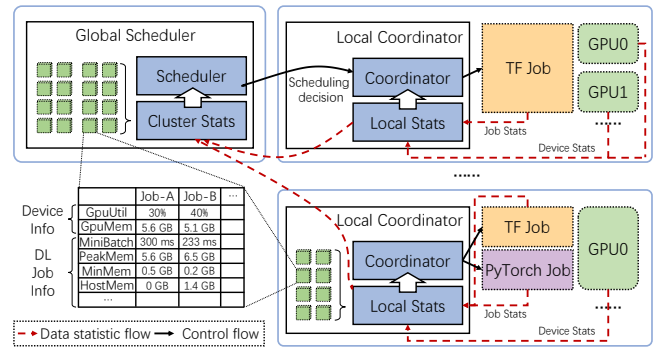 Global Scheduler
Scheduler
Cluster Stats
Local Coordinator
Scheduling
decision
Coordinator
Local Stats
TF Job
GPU0
GPU1
......
Job Stats
Device Stats
......
Job-A Job-B ...
Device
Info
GpuUtil 30% 40%
GpuMem 5.6 GB 5.1 GB
DL
Job
Info
MiniBatch 300 ms 233 ms
PeakMem 5.6 GB 6.5 GB
MinMem 0.5 GB 0.2 GB
HostMem 0 GB 1.4 GB
...
Local Coordinator
Coordinator
Local Stats
TF Job
PyTorch Job
GPU0
......
Job Stats
Device Stats
Data statistic flow Control flow